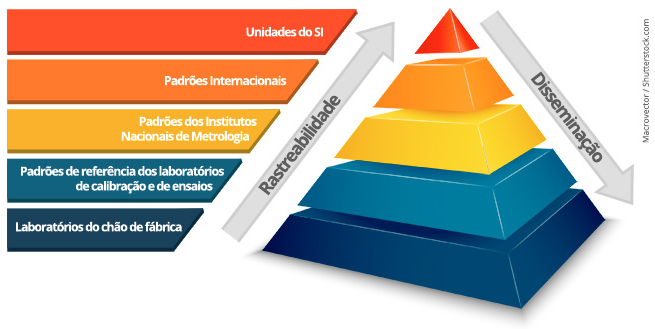 Unidades do SI
Padrões Internacionais
Padrões dos Institutos
Nacionais de Metrologia
Padrões de referência dos laboratórios
de calibração e de ensaios
Laboratórios do chão de fábrica
Rastreabilidade
Disseminação
Macrovector / Shutterstock.com